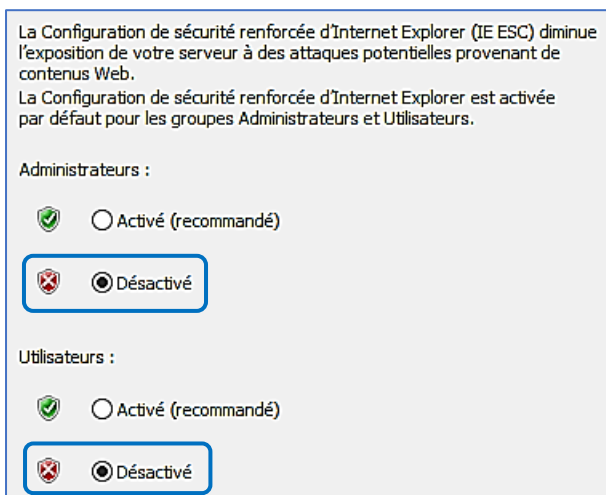 La Configuration de sécurité renforcée d'Internet Explorer (IE ESC) diminue
l'exposition de votre serveur à des attaques potentielles provenant de
contenus Web.
La Configuration de sécurité renforcée d'Internet Explorer est activée
par défaut pour les groupes Administrateurs et Utilisateurs.
Administrateurs :
Activé (recommandé)
Désactivé
Utilisateurs :
Activé (recommandé)
Désactivé